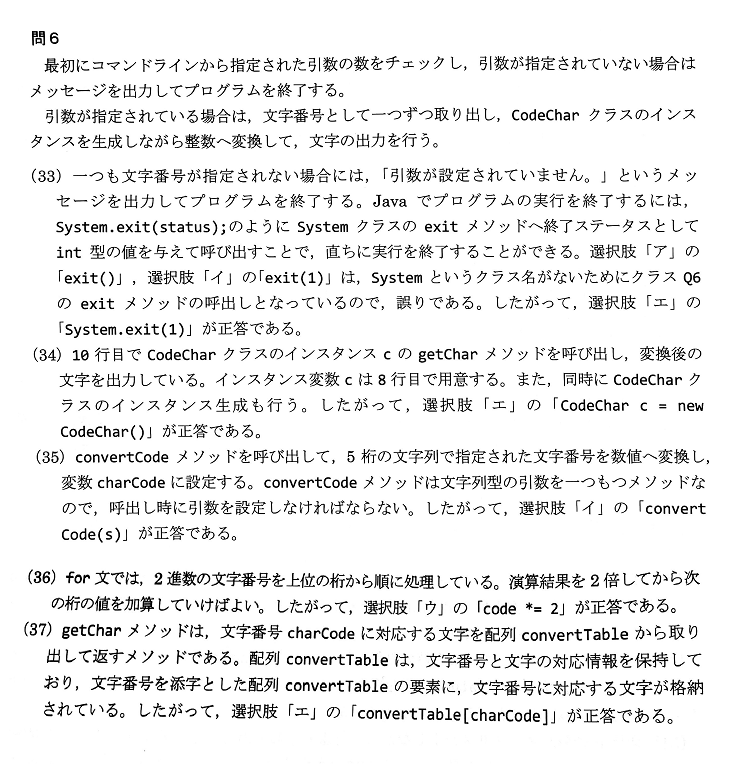 問6
最初にコマンドラインから指定された引数の数をチェックし，引数が指定されていない場合は
メッセージを出力してプログラムを終了する。
引数が指定されている場合は，文字番号として一つずつ取り出し，CodeChar クラスのインス
タンスを生成しながら整数へ変換して，文字の出力を行う。
(33) 一つも文字番号が指定されない場合には，「引数が設定されていません。」というメッ
セージを出力してプログラムを終了する。Java でプログラムの実行を終了するには，
System.exit(status);のように System クラスの exit メソッドへ終了ステータスとして
int 型の値を与えて呼び出すことで，直ちに実行を終了することができる。選択肢「ア」の
「exit()」，選択肢「イ」の「exit(1)」は，System というクラス名がないためにクラス Q6
の exit メソッドの呼出しとなっているので，誤りである。したがって，選択肢「エ」の
「System.exit(1)」が正答である。
(34) 10 行目で CodeChar クラスのインスタンス c の getChar メソッドを呼び出し，変換後の
文字を出力している。インスタンス変数 c は 8 行目で用意する。また，同時に CodeChar ク
ラスのインスタンス生成も行う。したがって，選択肢「エ」の「CodeChar c = new
CodeChar()」が正答である。
(35) convertCode メソッドを呼び出して，5 桁の文字列で指定された文字番号を数値へ変換し，
変数 charCode に設定する。convertCode メソッドは文字列型の引数を一つもつメソッドな
ので，呼出し時に引数を設定しなければならない。したがって，選択肢「イ」の「convert
Code(s)」が正答である。
(36) for 文では，2 進数の文字番号を上位の桁から順に処理している。演算結果を 2 倍してから次
の桁の値を加算していけばよい。したがって，選択肢「ウ」の「code *= 2」が正答である。
(37) getChar メソッドは，文字番号 charCode に対応する文字を配列 convertTable から取り
出して返すメソッドである。配列 convertTable は，文字番号と文字の対応情報を保持して
おり，文字番号を添字とした配列 convertTable の要素に，文字番号に対応する文字が格納
されている。したがって，選択肢「エ」の「convertTable[charCode]」が正答である。